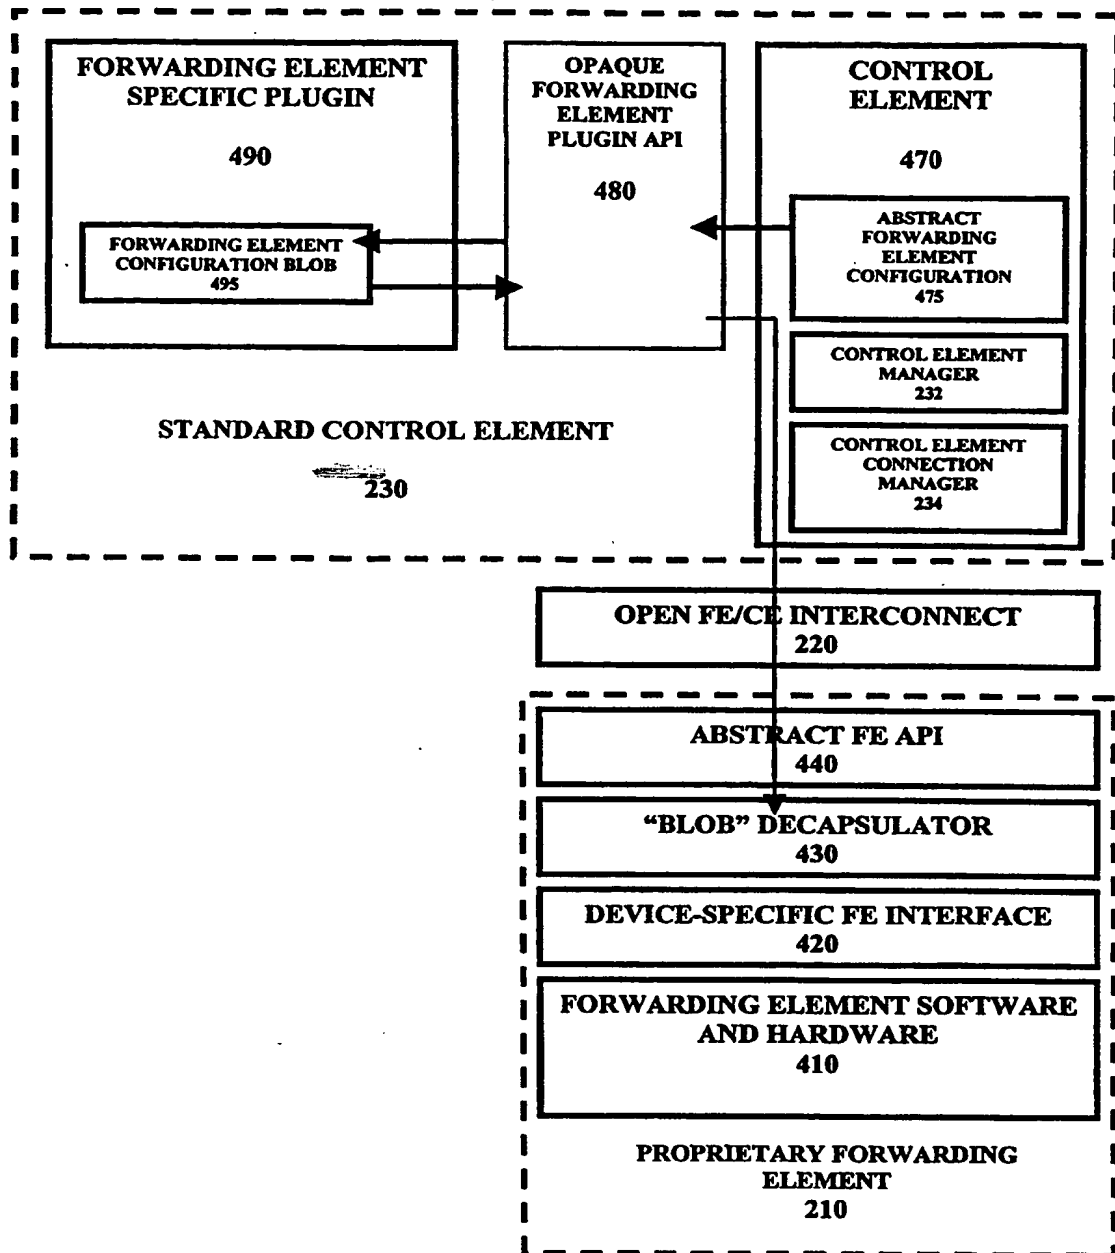 FORWARDING ELEMENT
SPECIFIC PLUGIN
490
FORWARDING ELEMENT
CONFIGURATION BLOB
495
OPAQUE
FORWARDING
ELEMENT
PLUGIN API
480
CONTROL
ELEMENT
470
ABSTRACT
FORWARDING
ELEMENT
CONFIGURATION
475
CONTROL ELEMENT
MANAGER
232
CONTROL ELEMENT
CONNECTION
MANAGER
234
STANDARD CONTROL ELEMENT
230
OPEN FE/CE INTERCONNECT
220
ABSTRACT FE API
440
“BLOB” DECAPSULATOR
430
DEVICE-SPECIFIC FE INTERFACE
420
FORWARDING ELEMENT SOFTWARE
AND HARDWARE
410
PROPRIETARY FORWARDING
ELEMENT
210